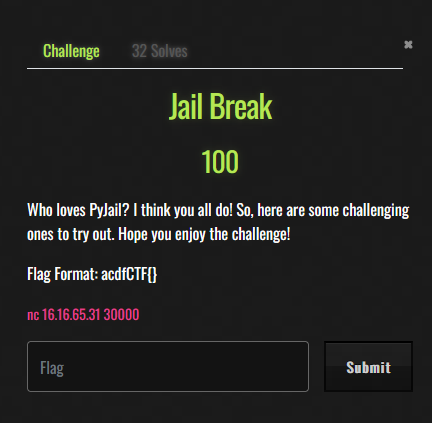 Challenge 32 Solves ×
Jail Break
100
Who loves PyJail? I think you all do! So, here are some challenging
ones to try out. Hope you enjoy the challenge!
Flag Format: acdfCTF{}
nc 16.16.65.31 30000
Flag Submit